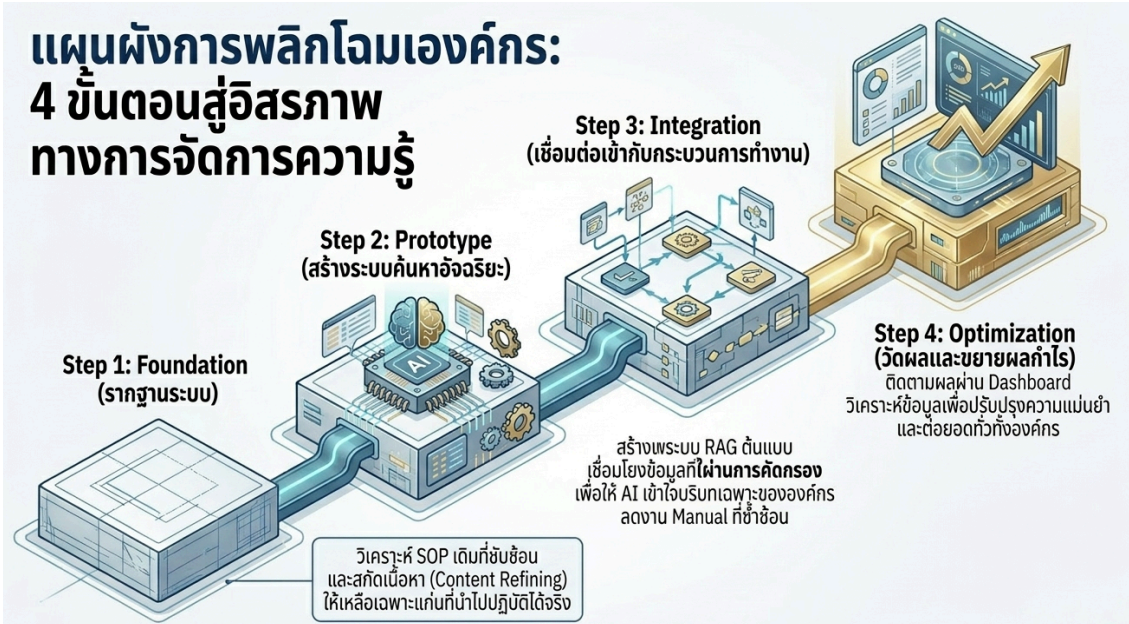 แผนผังการพลิกโฉมองค์กร:
4 ขั้นตอนสู่อิสรภาพ
ทางการจัดการความรู้
Step 1: Foundation
(รากฐานระบบ)
วิเคราะห์ SOP เดิมที่ซับซ้อน
และสกัดเนื้อหา (Content Refining)
ให้เหลือเฉพาะแก่นที่นำไปปฏิบัติได้จริง
Step 2: Prototype
(สร้างระบบค้นหาอัจฉริยะ)
AI
Step 3: Integration
(เชื่อมต่อเข้ากับกระบวนการทำงาน)
สร้างพระบบ RAG ต้นแบบ
เชื่อมโยงข้อมูลที่ใผ่านการคัดกรอง
เพื่อให้ AI เข้าใจบริบทเฉพาะขององค์กร
ลดงาน Manual ที่ซ้ำซ้อน
Step 4: Optimization
(วัดผลและขยายผลกำไร)
ติดตามผลผ่าน Dashboard
วิเคราะห์ข้อมูลเพื่อปรับปรุงความแม่นยำ
และต่อยอดทั่วทั้งองค์กร